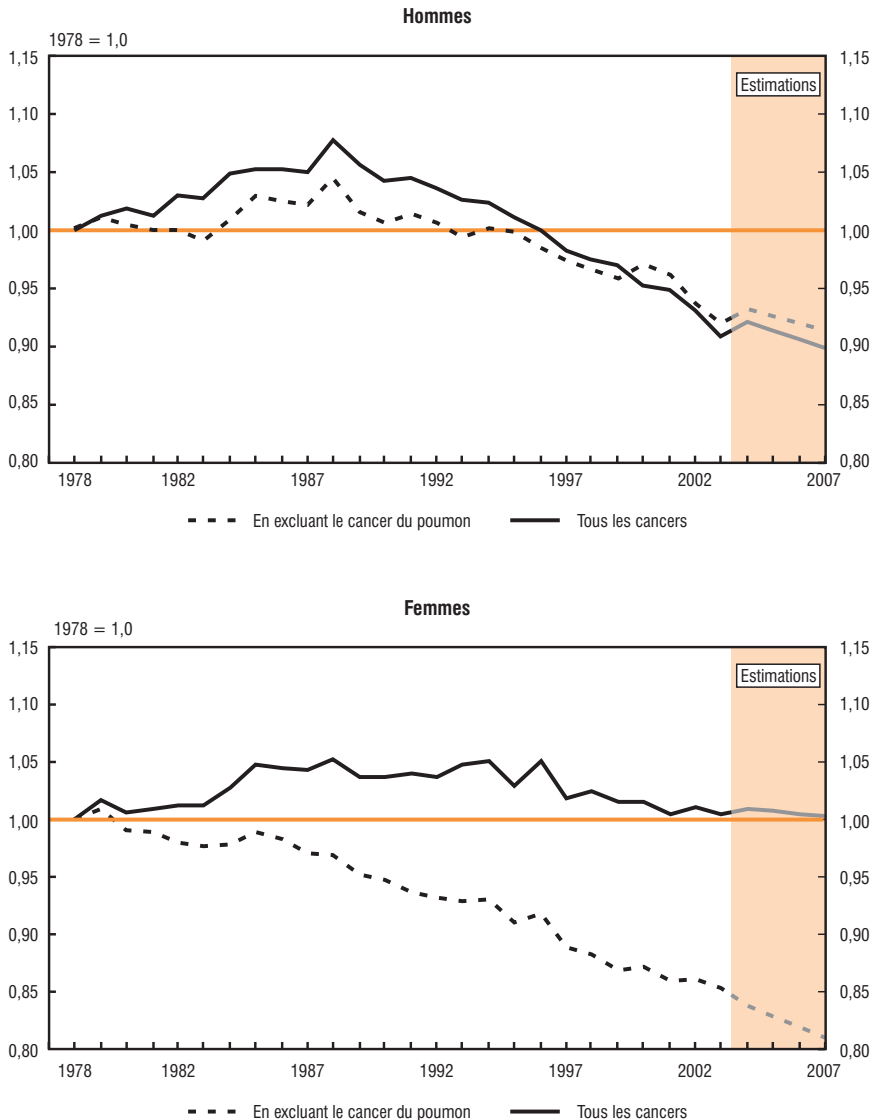 Hommes
1978 = 1,0
1,15 1,15
Estimations
1,10 1,10
1,05 1,05
1,00 1,00
0,95 0,95
0,90 0,90
0,85 0,85
0,80 0,80
1978 1982 1987 1992 1997 2002 2007
En excluant le cancer du poumon Tous les cancers
Femmes
1978 = 1,0
1,15 1,15
Estimations
1,10 1,10
1,05 1,05
1,00 1,00
0,95 0,95
0,90 0,90
0,85 0,85
0,80 0,80
1978 1982 1987 1992 1997 2002 2007
En excluant le cancer du poumon Tous les cancers